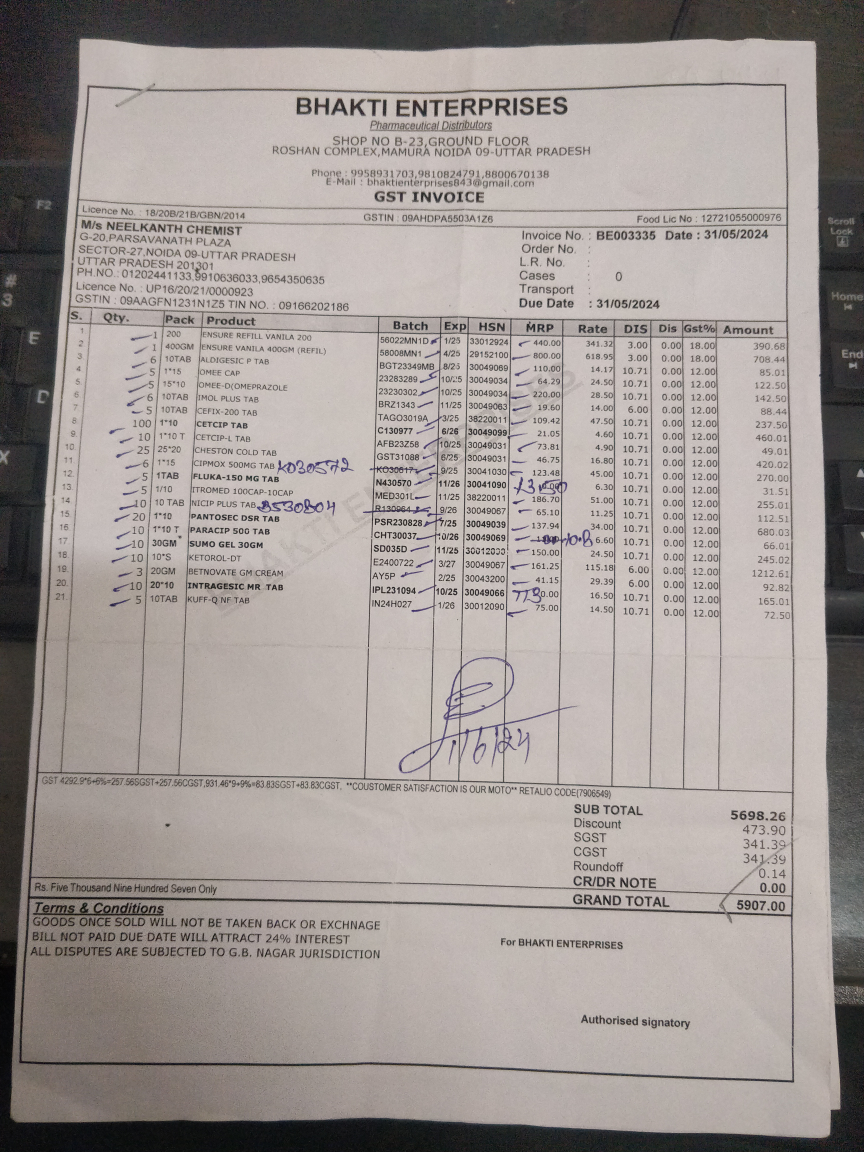 BHAKTI ENTERPRISES
Pharmaceutical Distributors
SHOP NO B-23,GROUND FLOOR
ROSHAN COMPLEX,MAMURA NOIDA 09-UTTAR PRADESH
Phone : 9958931703,9810824791,8800670138
E-Mail : bhaktienterprises843@gmail.com
GST INVOICE
Licence No. : 18/20B/21B/GBN/2014 GSTIN : 09AHDPA5503A1Z6 Food Lic No : 12721055000976
M/s NEELKANTH CHEMIST
G-20,PARSAVANATH PLAZA
SECTOR-27,NOIDA 09-UTTAR PRADESH
UTTAR PRADESH 201301
PH.NO.: 01202441133,9910636033,9654350635
Licence No. : UP16/20/21/0000923
GSTIN : 09AAGFN1231N1Z5 TIN NO. : 09166202186
Invoice No. : BE003335 Date : 31/05/2024
Order No. :
L.R. No. :
Cases : 0
Transport :
Due Date : 31/05/2024
S. Qty. Pack Product Batch Exp HSN MRP Rate DIS Dis Gst% Amount
1. 1 200 ENSURE REFILL VANILA 200 56022MN1D 1/25 33012924 440.00 341.32 3.00 0.00 18.00 390.68
2. 1 400GM ENSURE VANILA 400GM (REFIL) 58008MN1 4/25 29152100 800.00 618.95 3.00 0.00 18.00 708.44
3. 6 10TAB ALDIGESIC P TAB BGT23349MB 8/25 30049069 110.00 14.17 10.71 0.00 12.00 85.01
4. 5 1*15 OMEE CAP 23283289 10/25 30049034 64.29 24.50 10.71 0.00 12.00 122.50
5. 5 15*10 OMEE-D(OMEPRAZOLE 23230302 10/25 30049034 220.00 28.50 10.71 0.00 12.00 142.50
6. 6 10TAB IMOL PLUS TAB BRZ1343 11/25 30049063 19.60 14.00 6.00 0.00 12.00 88.44
7. 5 10TAB CEFIX-200 TAB TAGO3019A 3/25 38220011 109.42 47.50 10.71 0.00 12.00 237.50
8. 100 1*10 CETCIP TAB C130977 6/26 30049099 21.05 4.60 10.71 0.00 12.00 460.01
9. 10 1*10 T CETCIP-L TAB AFB23Z58 10/25 30049031 73.81 4.90 10.71 0.00 12.00 49.01
10. 25 25*20 CHESTON COLD TAB GST31088 6/25 30049031 46.75 16.80 10.71 0.00 12.00 420.02
11. 6 1*15 CIPMOX 500MG TAB K030572 KO30617 9/25 30041030 123.48 45.00 10.71 0.00 12.00 270.00
12. 5 1TAB FLUKA-150 MG TAB N430570 11/26 30041090 6.30 10.71 0.00 12.00 31.51
13. 5 1/10 ITROMED 100CAP-10CAP MED301L 11/25 38220011 186.70 51.00 10.71 0.00 12.00 255.01
14. 10 10 TAB NICIP PLUS TAB B530804 R130964 9/26 30049067 65.10 11.25 10.71 0.00 12.00 112.51
15. 20 1*10 PANTOSEC DSR TAB PSR230828 7/25 30049039 137.94 34.00 10.71 0.00 12.00 680.03
16. 10 1*10 T PARACIP 500 TAB CHT30037 10/26 30049069 6.60 10.71 0.00 12.00 66.01
17. 10 30GM SUMO GEL 30GM SD035D 11/25 30012033 150.00 24.50 10.71 0.00 12.00 245.02
18. 10 10*S KETOROL-DT E2400722 3/27 30049067 161.25 115.18 6.00 0.00 12.00 1212.61
19. 3 20GM BETNOVATE GM CREAM AY5P 2/25 30043200 41.15 29.39 6.00 0.00 12.00 92.82
20. 10 20*10 INTRAGESIC MR TAB IPL231094 10/25 30049066 16.50 10.71 0.00 12.00 165.01
21. 5 10TAB KUFF-Q NF TAB IN24H027 1/26 30012090 75.00 14.50 10.71 0.00 12.00 72.50
1/6/24
GST 4292.9*6+6%=257.56SGST+257.56CGST,931.46*9+9%=83.83SGST+83.83CGST, **COUSTOMER SATISFACTION IS OUR MOTO** RETALIO CODE(7906549)
SUB TOTAL 5698.26
Discount 473.90
SGST 341.39
CGST 341.39
Roundoff 0.14
CR/DR NOTE 0.00
Rs. Five Thousand Nine Hundred Seven Only
GRAND TOTAL 5907.00
Terms & Conditions
GOODS ONCE SOLD WILL NOT BE TAKEN BACK OR EXCHNAGE
BILL NOT PAID DUE DATE WILL ATTRACT 24% INTEREST
ALL DISPUTES ARE SUBJECTED TO G.B. NAGAR JURISDICTION
For BHAKTI ENTERPRISES
Authorised signatory